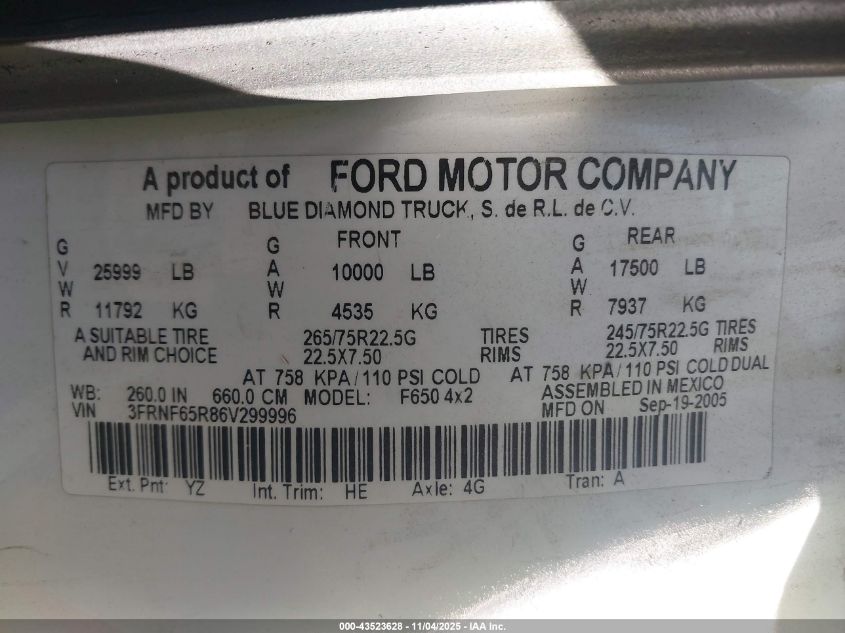 A product of FORD MOTOR COMPANY
MFD BY BLUE DIAMOND TRUCK, S. de R.L. de C.V.
G V W R 25999 LB 11792 KG
FRONT G A W R 10000 LB 4535 KG
REAR G A W R 17500 LB 7937 KG
A SUITABLE TIRE 265/75R22.5G TIRES 245/75R22.5G TIRES
AND RIM CHOICE 22.5X7.50 RIMS 22.5X7.50 RIMS
AT 758 KPA/110 PSI COLD AT 758 KPA/110 PSI COLD DUAL
WB: 260.0 IN 660.0 CM MODEL: F650 4x2 ASSEMBLED IN MEXICO
VIN 3FRNF65R86V299996 MFD ON Sep-19-2005
Ext. Pnt: YZ Int. Trim: HE Axle: 4G Tran: A
000-43523628 - 11/04/2025 - IAA Inc.